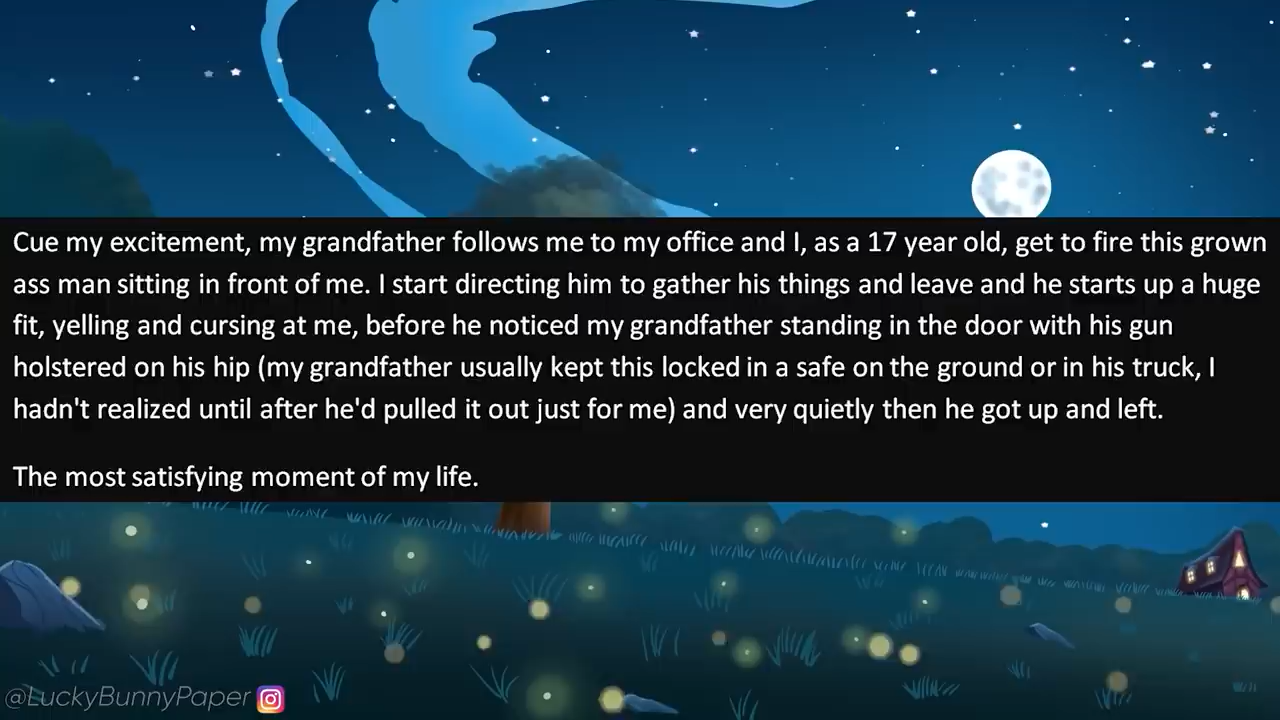 Cue my excitement, my grandfather follows me to my office and I, as a 17 year old, get to fire this grown
ass man sitting in front of me. I start directing him to gather his things and leave and he starts up a huge
fit, yelling and cursing at me, before he noticed my grandfather standing in the door with his gun
holstered on his hip (my grandfather usually kept this locked in a safe on the ground or in his truck, I
hadn't realized until after he'd pulled it out just for me) and very quietly then he got up and left.
The most satisfying moment of my life.
@LuckyBunnyPaper